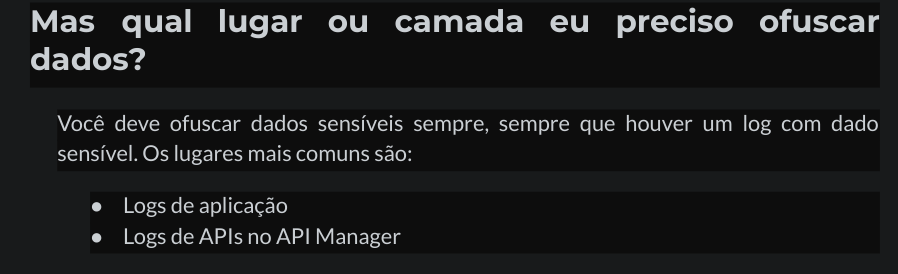 Mas qual lugar ou camada eu preciso ofuscar
dados?
Você deve ofuscar dados sensíveis sempre, sempre que houver um log com dado
sensível. Os lugares mais comuns são:
● Logs de aplicação
● Logs de APIs no API Manager